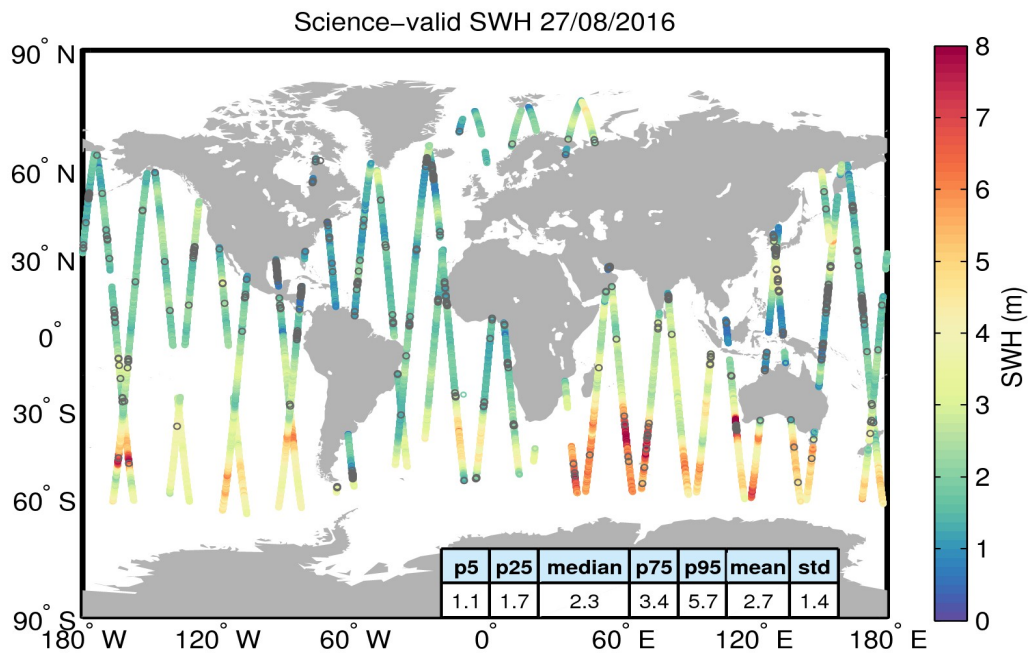 Science−valid SWH 27/08/2016
90° N
60° N
30° N
0°
30° S
60° S
90° S
180° W
120° W
60° W
0°
60° E
120° E
180° E
p5 p25 median p75 p95 mean std
1.1 1.7 2.3 3.4 5.7 2.7 1.4
8
7
6
5
4
3
2
1
0
SWH (m)